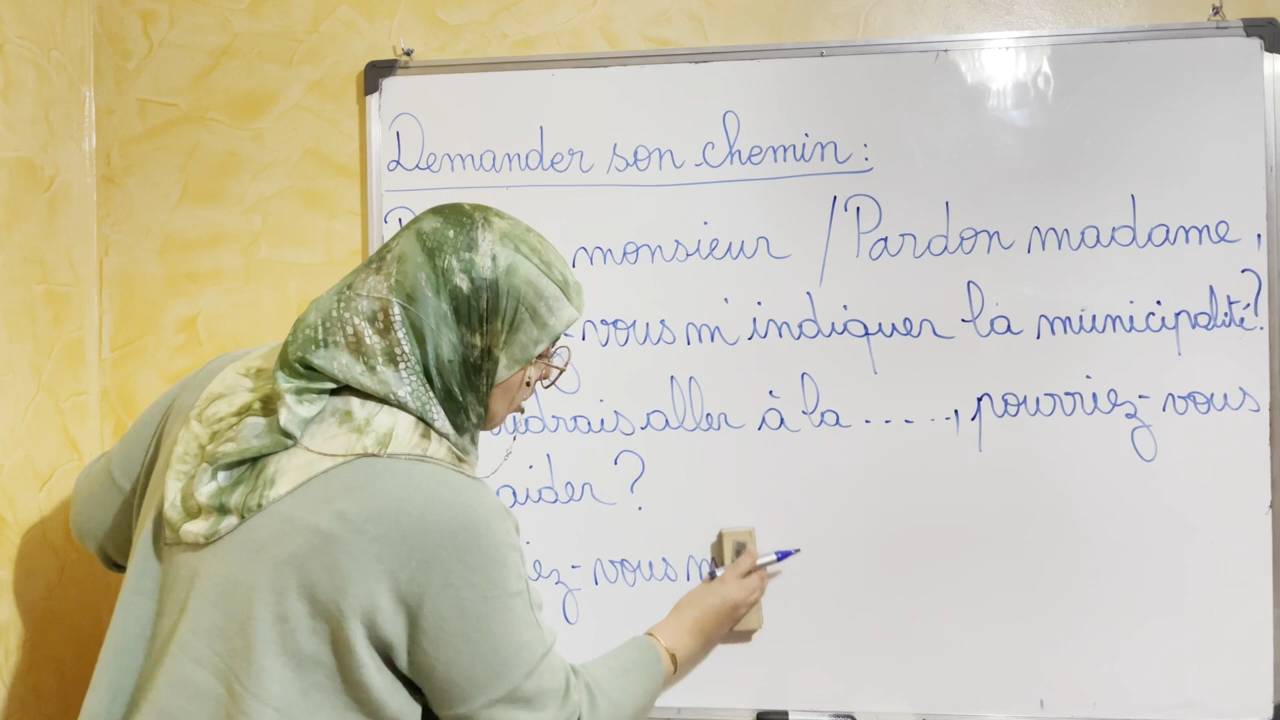 Demander son chemin :
monsieur / Pardon madame,
-vous m'indiquer la municipalité ?
drais aller à la ....., pourriez-vous
aider ?
ez-vous m